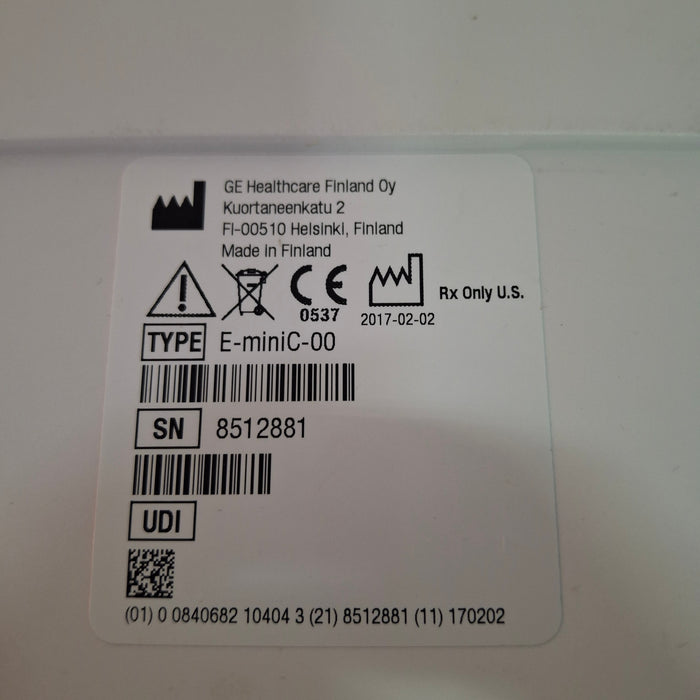 GE Healthcare Finland Oy
Kuortaneenkatu 2
FI-00510 Helsinki, Finland
Made in Finland
CE
0537
2017-02-02
Rx Only U.S.
TYPE E-miniC-00
SN 8512881
UDI
(01) 0 0840682 10404 3 (21) 8512881 (11) 170202